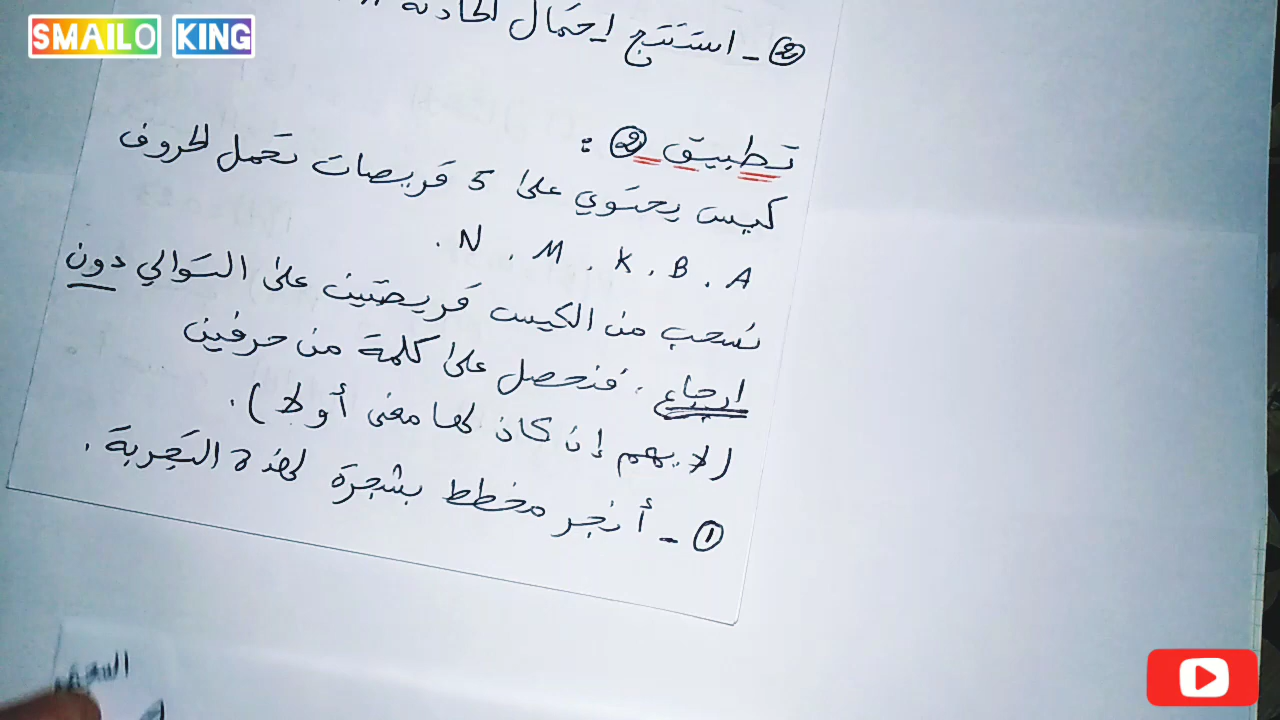 SMAILO KING
② - استنتج احتمال الحادثة
تطبيق ② :
كيس يحتوي على 5 قريصات تحمل الحروف
A . B . K . M . N .
نسحب من الكيس قريصتين على التوالي دون
إرجاع . فنحصل على كلمة من حرفين
(لا يهم إن كان لها معنى أو لا) .
① - أنجز مخطط بشجرة لهذه التجربة .